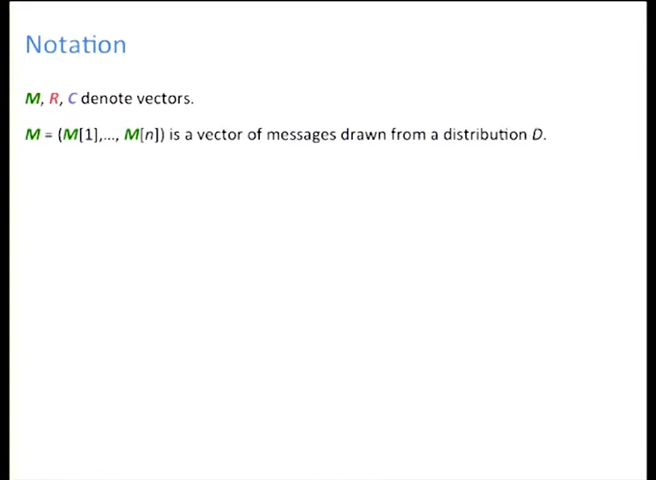 Notation
M, R, C denote vectors.
M = (M[1],..., M[n]) is a vector of messages drawn from a distribution D.